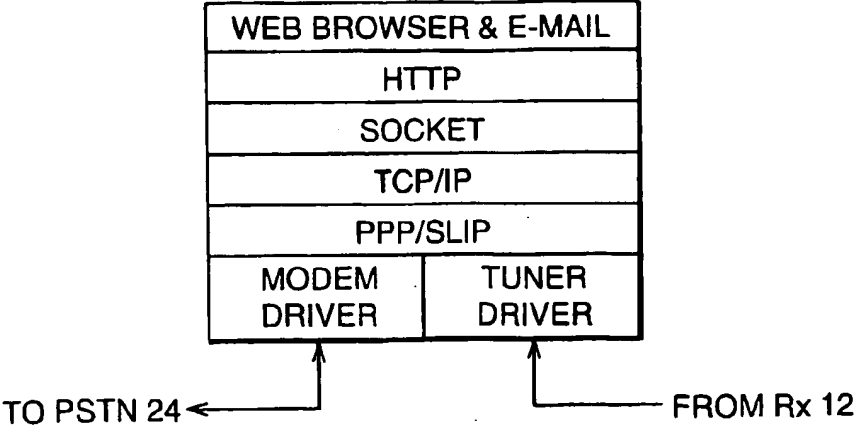 WEB BROWSER & E-MAIL
HTTP
SOCKET
TCP/IP
PPP/SLIP
MODEM
DRIVER
TUNER
DRIVER
TO PSTN 24
FROM Rx 12